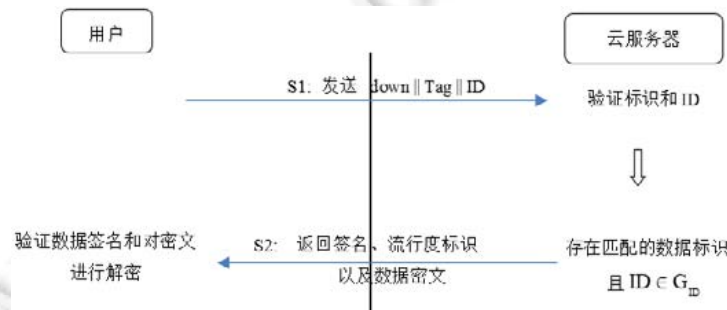 用户
云服务器
S1: 发送 down || Tag || ID
验证标识和 ID
验证数据签名和对密文
进行解密
S2: 返回签名、流行度标识
以及数据密文
存在匹配的数据标识
且 ID ∈ G_ID